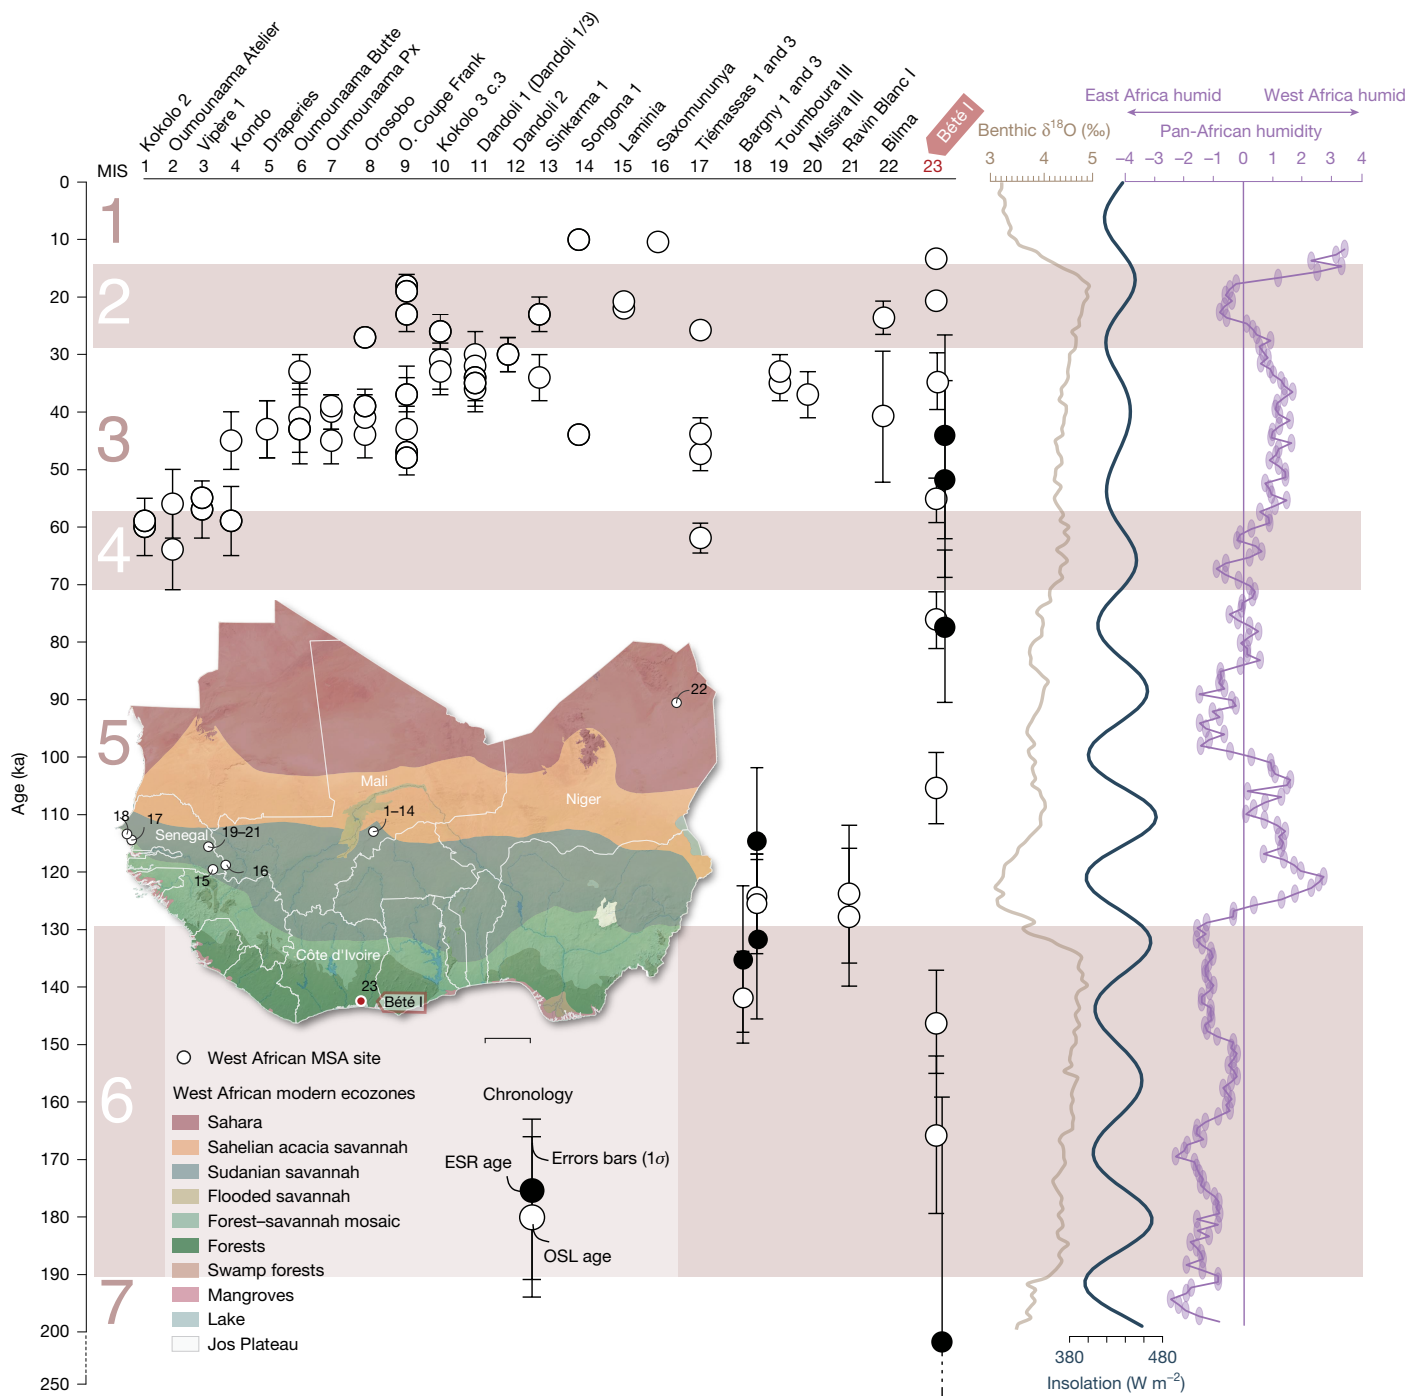 Kokolo 2
Oumounaama Atelier
Vipère 1
Kondo
Draperies
Oumounaama Butte
Oumounaama Px
Orosobo
O. Coupe Frank
Kokolo 3 c.3
Dandoli 1 (Dandoli 1/3)
Dandoli 2
Sinkarma 1
Songona 1
Laminia
Saxomununya
Tiémassas 1 and 3
Bargny 1 and 3
Toumboura III
Missira III
Ravin Blanc I
Bilma
Bété I
East Africa humid West Africa humid
Benthic δ18O (‰) Pan-African humidity
MIS 1 2 3 4 5 6 7 8 9 10 11 12 13 14 15 16 17 18 19 20 21 22 23
3 4 5 –4 –3 –2 –1 0 1 2 3 4
Age (ka)
0
10
20
30
40
50
60
70
80
90
100
110
120
130
140
150
160
170
180
190
200
250
1
2
3
4
5
6
7
22
Mali
Niger
1–14
18 17
Senegal 19–21
15 16
Côte d'Ivoire
23
Bété I
West African MSA site
West African modern ecozones
Sahara
Sahelian acacia savannah
Sudanian savannah
Flooded savannah
Forest–savannah mosaic
Forests
Swamp forests
Mangroves
Lake
Jos Plateau
Chronology
Errors bars (1σ)
ESR age
OSL age
380 480
Insolation (W m–2)